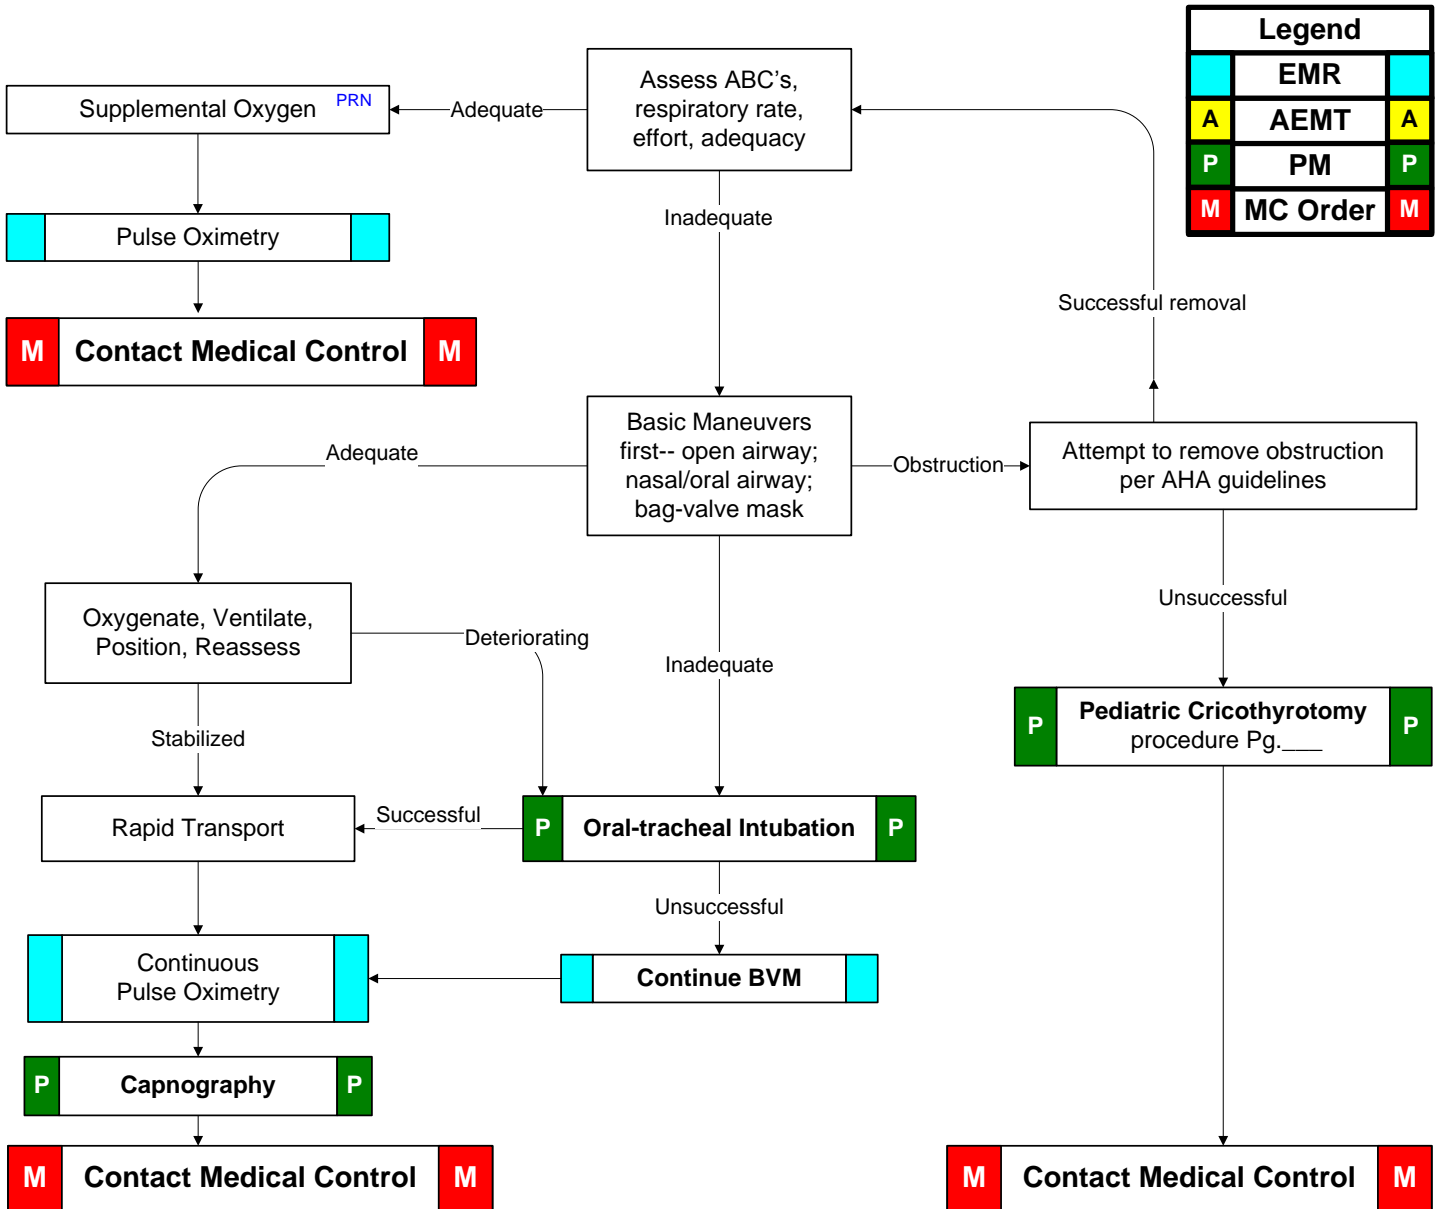 Legend
EMR
A AEMT A
P PM P
M MC Order M
Assess ABC's,
respiratory rate,
effort, adequacy
Adequate
Supplemental Oxygen PRN
Pulse Oximetry
M Contact Medical Control M
Inadequate
Successful removal
Basic Maneuvers
first-- open airway;
nasal/oral airway;
bag-valve mask
Adequate
Obstruction
Attempt to remove obstruction
per AHA guidelines
Unsuccessful
Oxygenate, Ventilate,
Position, Reassess
Deteriorating
Inadequate
Stabilized
P Pediatric Cricothyrotomy P
procedure Pg.___
Rapid Transport
Successful
P Oral-tracheal Intubation P
Unsuccessful
Continuous
Pulse Oximetry
Continue BVM
P Capnography P
M Contact Medical Control M
M Contact Medical Control M